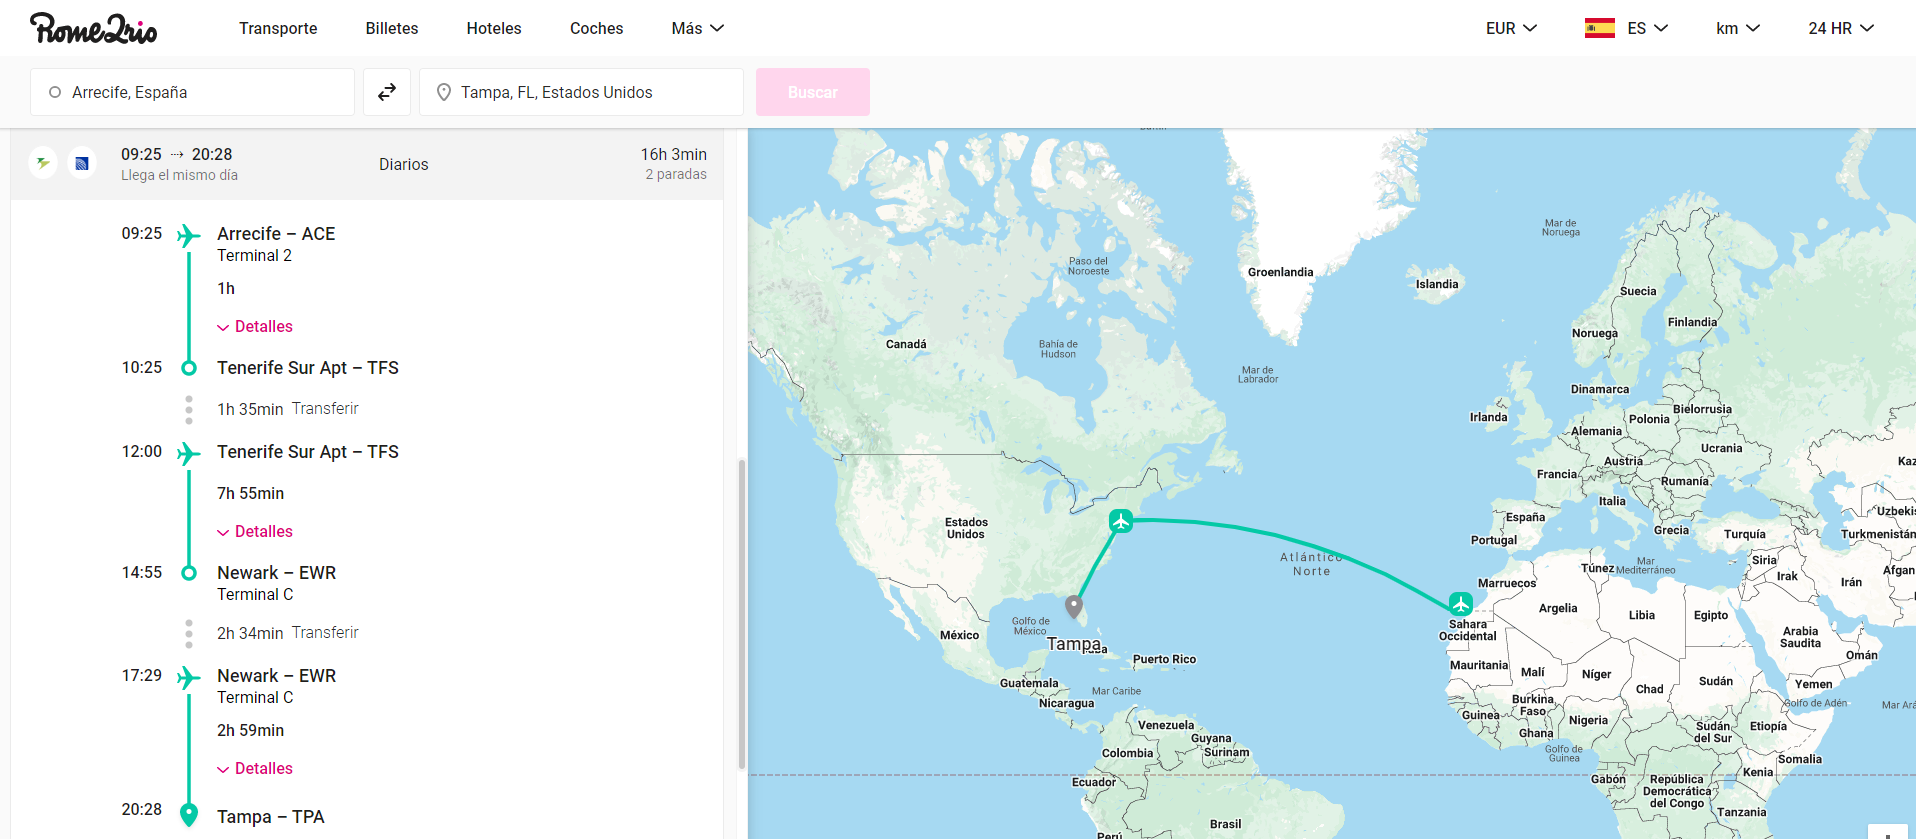 Rome2rio
Transporte
Billetes
Hoteles
Coches
Más
EUR
ES
km
24 HR
Arrecife, España
Tampa, FL, Estados Unidos
Buscar
09:25 ⇢ 20:28
Llega el mismo día
Diarios
16h 3min
2 paradas
09:25 Arrecife – ACE
Terminal 2
1h
Detalles
10:25 Tenerife Sur Apt – TFS
1h 35min Transferir
12:00 Tenerife Sur Apt – TFS
7h 55min
Detalles
14:55 Newark – EWR
Terminal C
2h 34min Transferir
17:29 Newark – EWR
Terminal C
2h 59min
Detalles
20:28 Tampa – TPA
Mar de
Noruega
Paso del
Noroeste
Groenlandia
Islandia
Suecia
Finlandia
Noruega
Canadá
Bahía de
Hudson
Mar de
Labrador
Dinamarca
Irlanda
Bielorrusia
Polonia
Alemania
Ucrania
Austria
Francia
Rumanía
Italia
España
Grecia
Turquía
Portugal
Estados
Unidos
Atlántico
Norte
Mar
Mediterráneo
Túnez
Siria
Irak
Irán
Afgan
Kaz
Uzbekis
Turkmenistán
Marruecos
Argelia
Libia
Egipto
Sahara
Occidental
Arabia
Saudita
Omán
Golfo de
México
México
Tampa
Puerto Rico
Mauritania
Malí
Níger
Chad
Sudán
Yemen
Guatemala
Mar Caribe
Nicaragua
Burkina
Faso
Golfo de Adén
Mar Ará
Guinea
Nigeria
Ghana
Sudán
del Sur
Etiopía
Venezuela
Guyana
Surinam
Colombia
Golfo de
Guinea
Somalia
Ecuador
Gabón
República
Democrática
del Congo
Kenia
Tanzania
Brasil
Perú